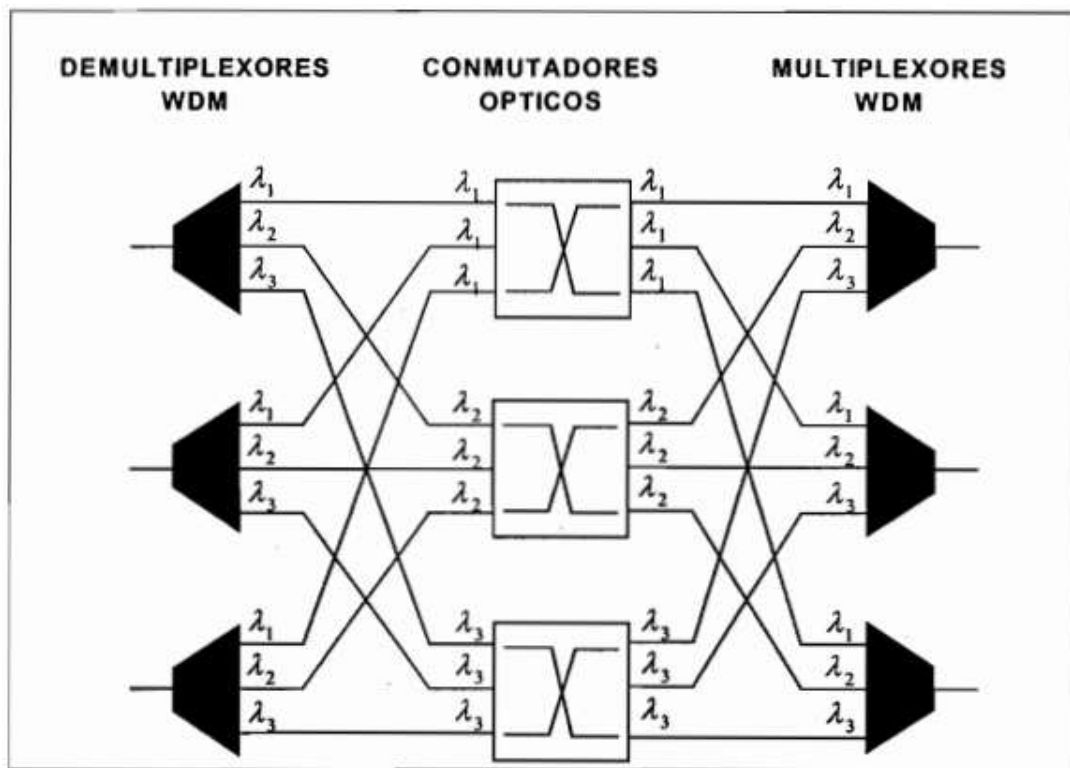 DEMULTIPLEXORES
WDM
CONMUTADORES
OPTICOS
MULTIPLEXORES
WDM
λ₁ λ₁ λ₁ λ₁
λ₂ λ₁ λ₁ λ₂
λ₃ λ₁ λ₁ λ₃
λ₁ λ₂ λ₂ λ₁
λ₂ λ₂ λ₂ λ₂
λ₃ λ₂ λ₂ λ₃
λ₁ λ₃ λ₃ λ₁
λ₂ λ₃ λ₃ λ₂
λ₃ λ₃ λ₃ λ₃